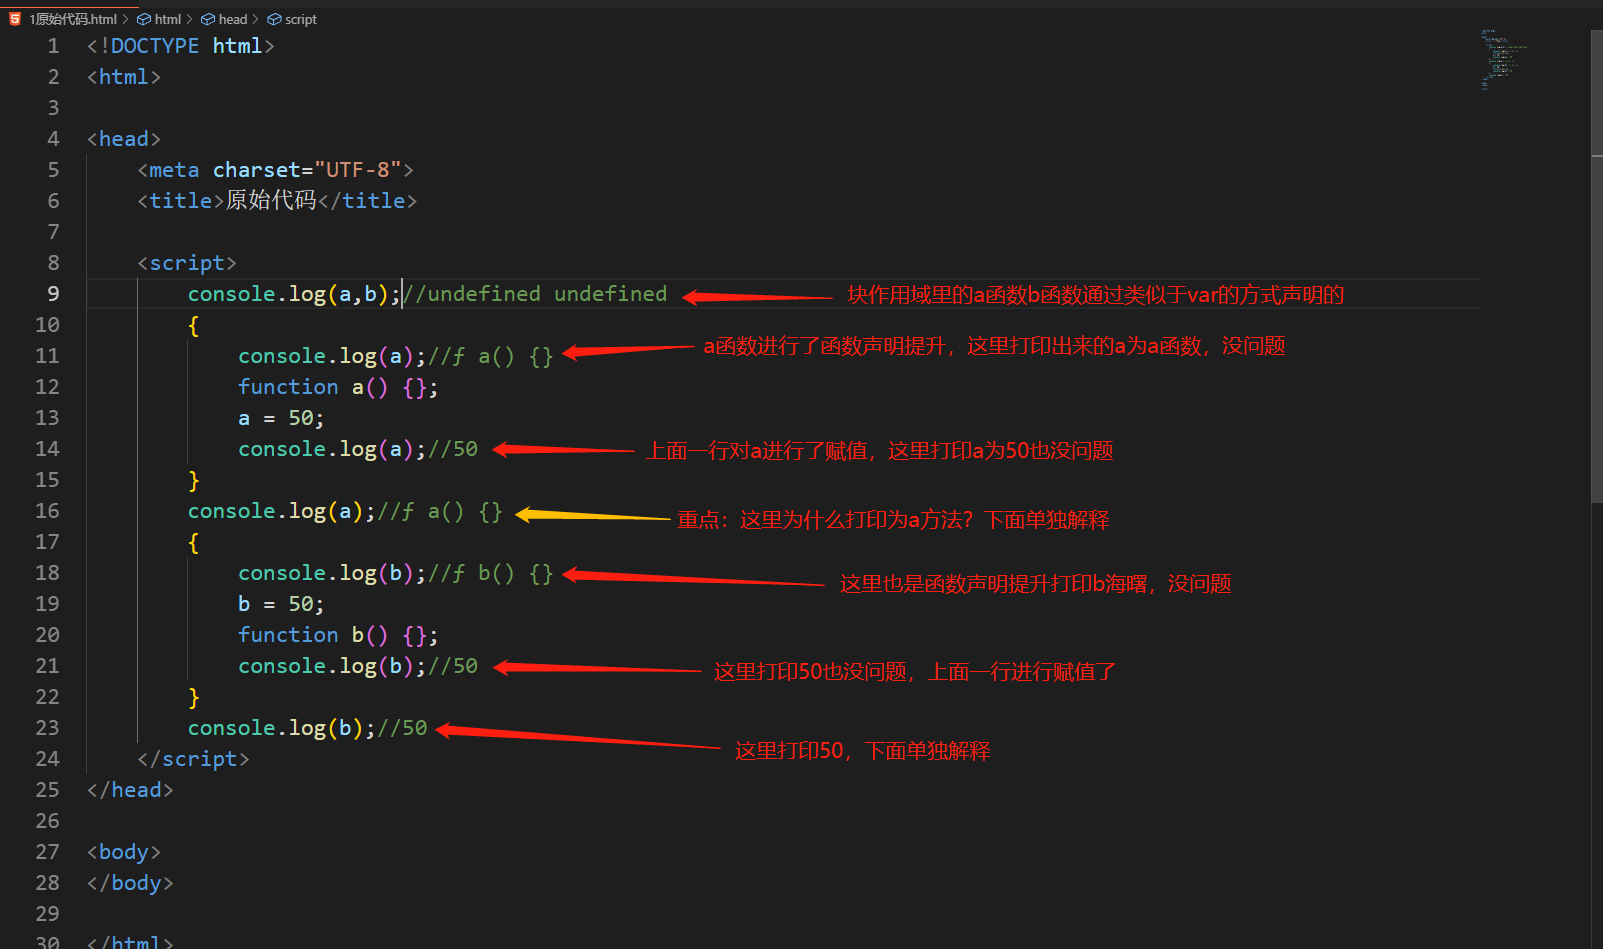 1原始代码.html > html > head > script
1 <!DOCTYPE html>
2 <html>
3
4 <head>
5 <meta charset="UTF-8">
6 <title>原始代码</title>
7
8 <script>
9 console.log(a,b);//undefined undefined 块作用域里的a函数b函数通过类似于var的方式声明的
10 {
11 console.log(a);//ƒ a() {} a函数进行了函数声明提升，这里打印出来的a为a函数，没问题
12 function a() {};
13 a = 50;
14 console.log(a);//50 上面一行对a进行了赋值，这里打印a为50也没问题
15 }
16 console.log(a);//ƒ a() {} 重点：这里为什么打印为a方法？下面单独解释
17 {
18 console.log(b);//ƒ b() {} 这里也是函数声明提升打印b海曙，没问题
19 b = 50;
20 function b() {};
21 console.log(b);//50 这里打印50也没问题，上面一行进行赋值了
22 }
23 console.log(b);//50 这里打印50，下面单独解释
24 </script>
25 </head>
26
27 <body>
28 </body>
29
30 </html>